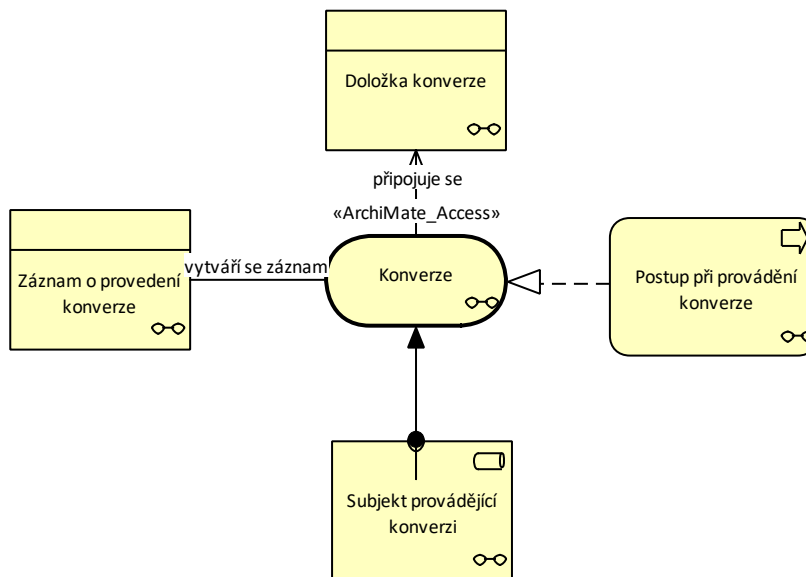 Doložka konverze
připojuje se
«ArchiMate_Access»
vytváří se záznam
Záznam o provedení
konverze
Konverze
Postup při provádění
konverze
Subjekt provádějící
konverzi